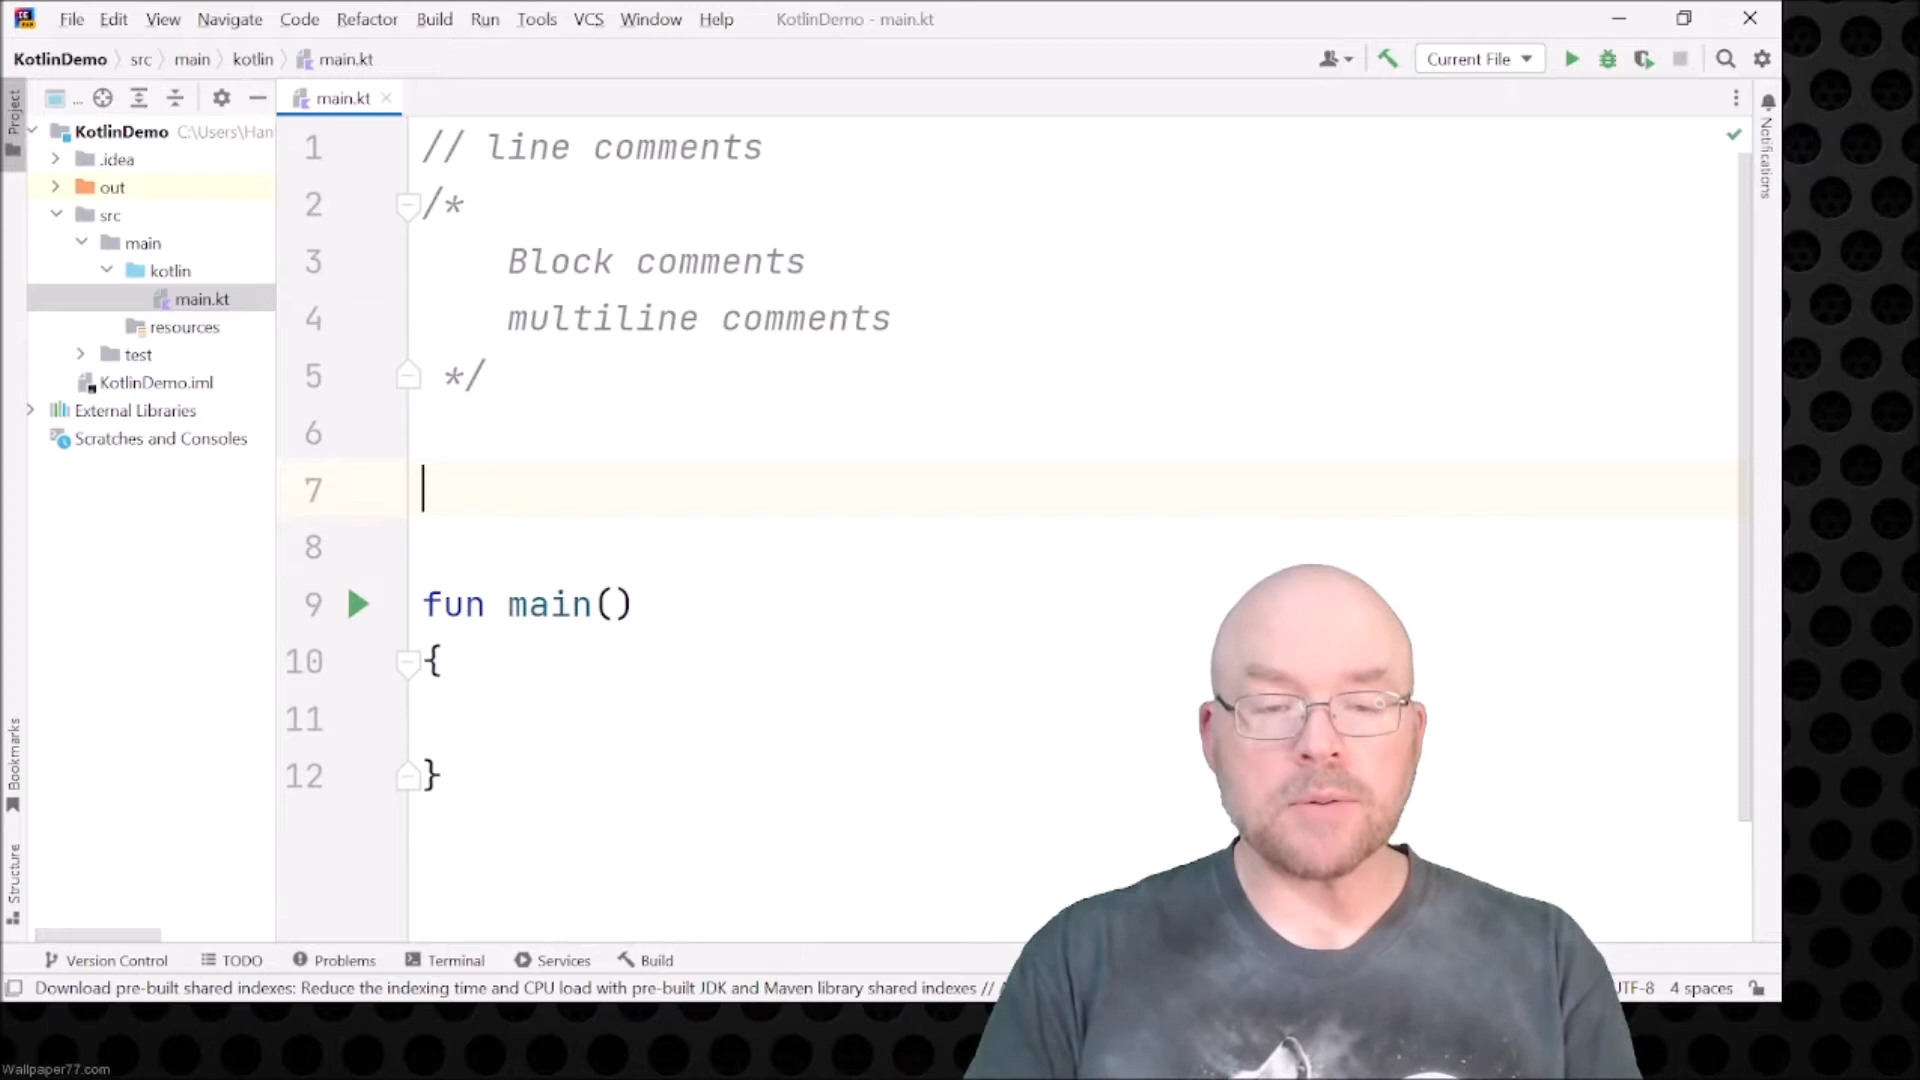 File Edit View Navigate Code Refactor Build Run Tools VCS Window Help KotlinDemo - main.kt
KotlinDemo src main kotlin main.kt Current File
Project
... main.kt
KotlinDemo C:\Users\Han
.idea
out
src
main
kotlin
main.kt
resources
test
KotlinDemo.iml
External Libraries
Scratches and Consoles
1 // line comments
2 /*
3 Block comments
4 multiline comments
5 */
6
7
8
9 fun main()
10 {
11
12 }
Notifications
Bookmarks
Structure
Version Control TODO Problems Terminal Services Build
Download pre-built shared indexes: Reduce the indexing time and CPU load with pre-built JDK and Maven library shared indexes // UTF-8 4 spaces
Wallpaper77.com